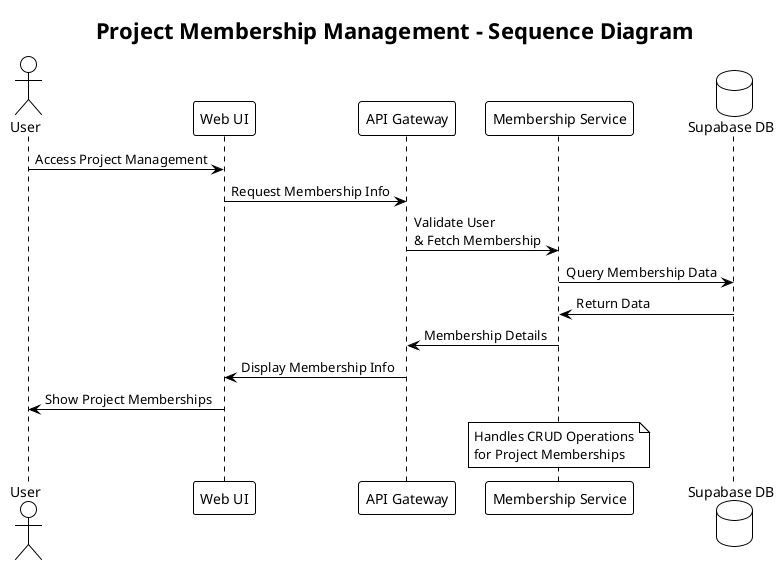 Project Membership Management - Sequence Diagram
User
Web UI
API Gateway
Membership Service
Supabase DB
Access Project Management
Request Membership Info
Validate User
& Fetch Membership
Query Membership Data
Return Data
Membership Details
Display Membership Info
Show Project Memberships
Handles CRUD Operations
for Project Memberships
User
Web UI
API Gateway
Membership Service
Supabase DB